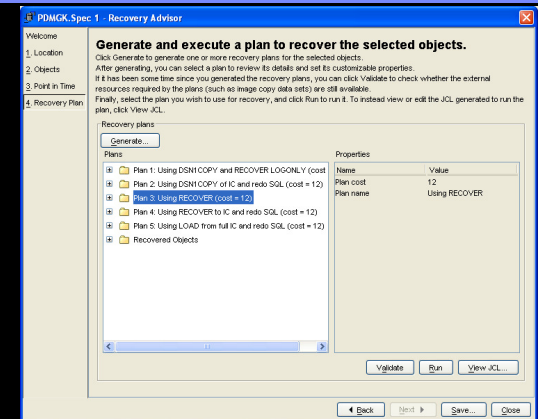 PDMGK.Spec 1 - Recovery Advisor
Welcome
1. Location
2. Objects
3. Point in Time
4. Recovery Plan
Generate and execute a plan to recover the selected objects.
Click Generate to generate one or more recovery plans for the selected objects.
After generating, you can select a plan to review its details and set its customizable properties.
If it has been some time since you generated the recovery plans, you can click Validate to check whether the external
resources required by the plans (such as image copy data sets) are still available.
Finally, select the plan you wish to use for recovery, and click Run to run it. To instead view or edit the JCL generated to run the
plan, click View JCL.
Recovery plans
Generate...
Plans
Plan 1: Using DSN1COPY and RECOVER LOGONLY (cost
Plan 2: Using DSN1COPY of IC and redo SQL (cost = 12)
Plan 3: Using RECOVER (cost = 12)
Plan 4: Using RECOVER to IC and redo SQL (cost = 12)
Plan 5: Using LOAD from full IC and redo SQL (cost = 12)
Recovered Objects
Properties
Name Value
Plan cost 12
Plan name Using RECOVER
Validate Run View JCL...
Back Next Save... Close